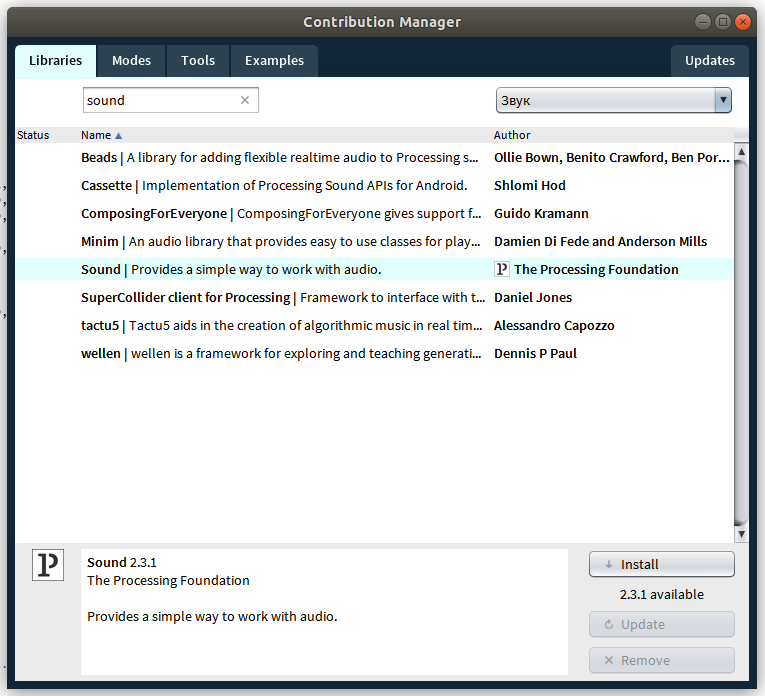 Contribution Manager
Libraries Modes Tools Examples Updates
sound Звук
Status Name Author
Beads | A library for adding flexible realtime audio to Processing s... Ollie Bown, Benito Crawford, Ben Por...
Cassette | Implementation of Processing Sound APIs for Android. Shlomi Hod
ComposingForEveryone | ComposingForEveryone gives support f... Guido Kramann
Minim | An audio library that provides easy to use classes for play... Damien Di Fede and Anderson Mills
Sound | Provides a simple way to work with audio. P The Processing Foundation
SuperCollider client for Processing | Framework to interface with t... Daniel Jones
tactu5 | Tactu5 aids in the creation of algorithmic music in real tim... Alessandro Capozzo
wellen | wellen is a framework for exploring and teaching generati... Dennis P Paul
P Sound 2.3.1 Install
The Processing Foundation
2.3.1 available
Provides a simple way to work with audio.
Update
Remove